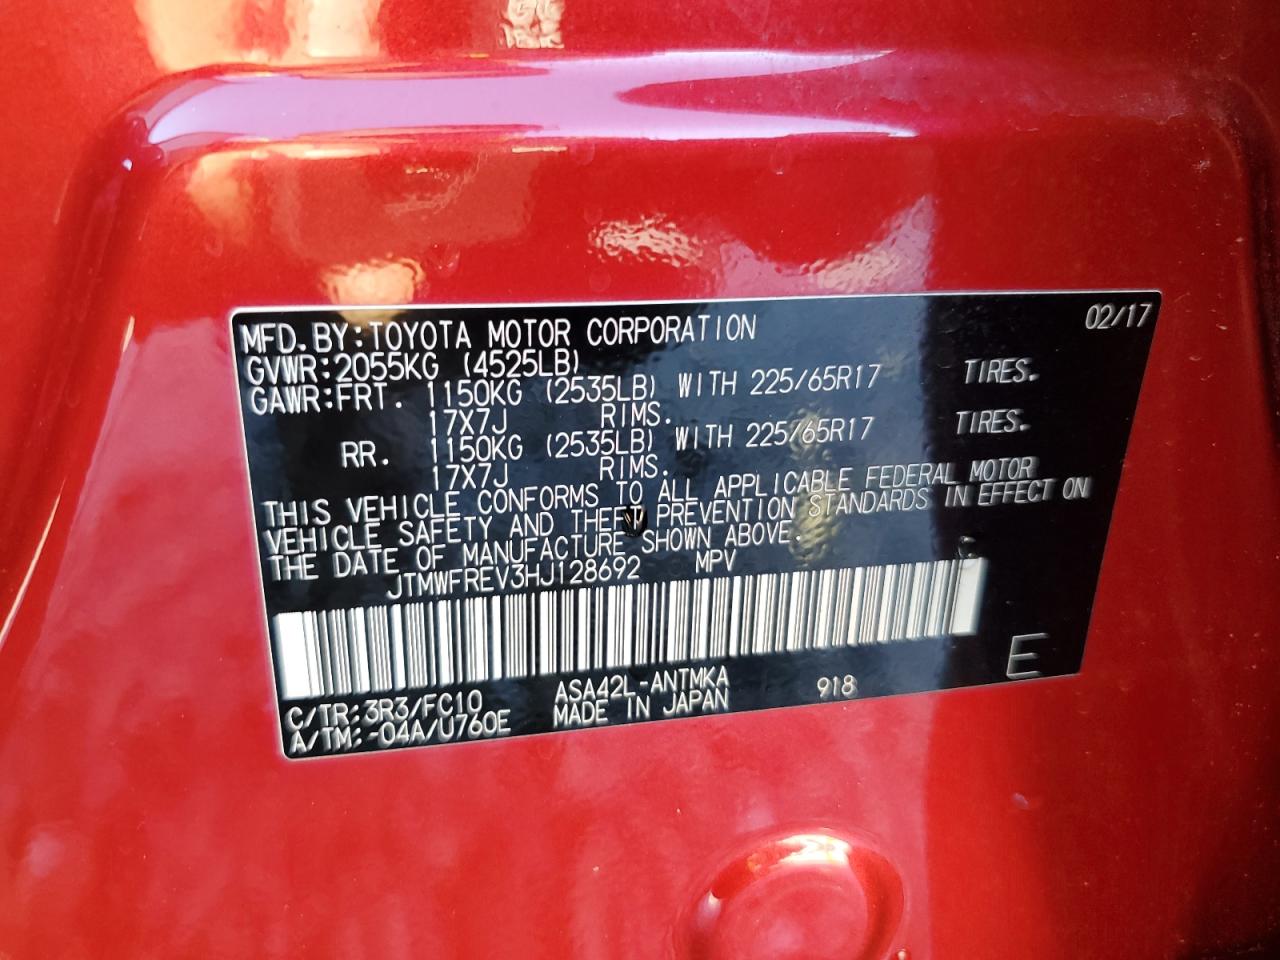 MFD. BY: TOYOTA MOTOR CORPORATION 02/17
GVWR: 2055KG (4525LB)
GAWR: FRT. 1150KG (2535LB) WITH 225/65R17 TIRES.
17X7J RIMS.
RR. 1150KG (2535LB) WITH 225/65R17 TIRES.
17X7J RIMS.
THIS VEHICLE CONFORMS TO ALL APPLICABLE FEDERAL MOTOR
VEHICLE SAFETY AND THEFT PREVENTION STANDARDS IN EFFECT ON
THE DATE OF MANUFACTURE SHOWN ABOVE.
JTMWFREV3HJ128692 MPV
C
E
C/TR: 3R3/FC10 ASA42L-ANTMKA 918
A/TM: -04A/U760E MADE IN JAPAN